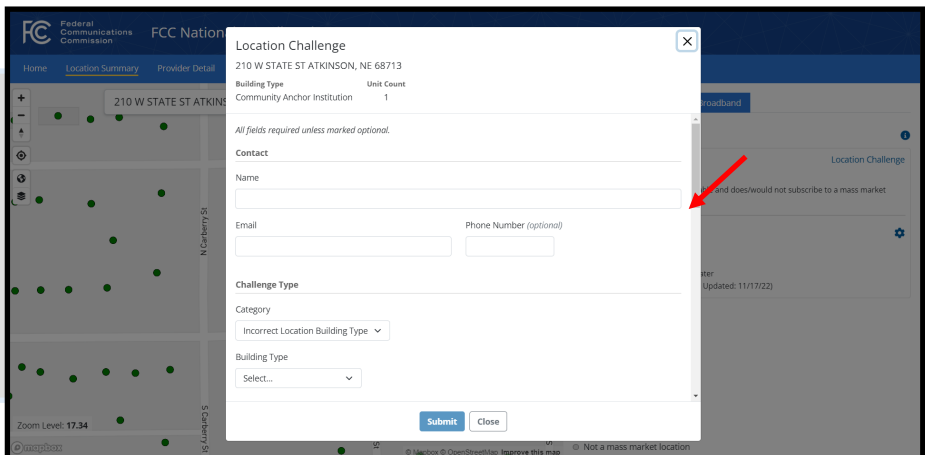 FCC
Federal
Communications
Commission
FCC Nation
Home Location Summary Provider Detail
210 W STATE ST ATKINS
Location Challenge
210 W STATE ST ATKINSON, NE 68713
Building Type Unit Count
Community Anchor Institution 1
All fields required unless marked optional.
Contact
Name
Email Phone Number (optional)
Challenge Type
Category
Incorrect Location Building Type
Building Type
Select...
Submit Close
roadband
Location Challenge
and does/would not subscribe to a mass market
ater
Updated: 11/17/22)
N Carberry St
S Carberry St
St
Zoom Level: 17.34
mapbox
© Mapbox © OpenStreetMap Improve this map
Not a mass market location